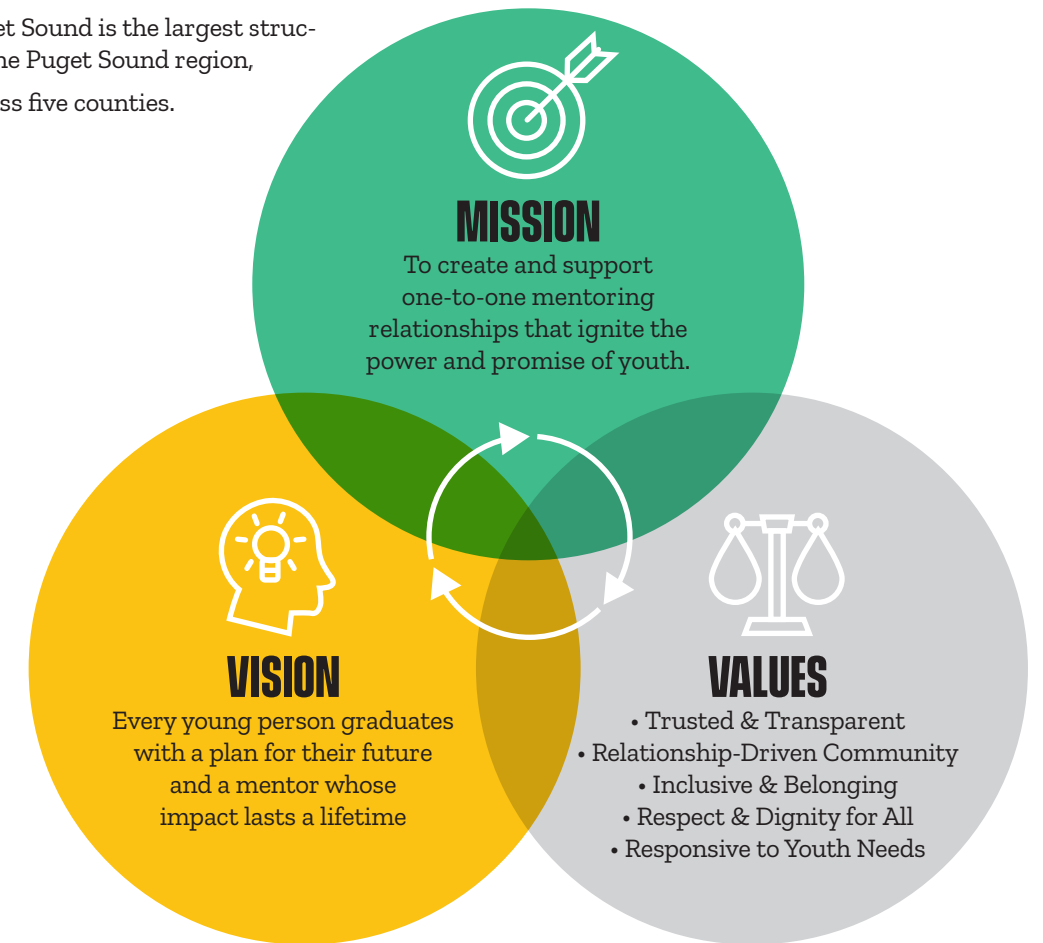 et Sound is the largest struc-
ne Puget Sound region,
ss five counties.
MISSION
To create and support
one-to-one mentoring
relationships that ignite the
power and promise of youth.
VISION
Every young person graduates
with a plan for their future
and a mentor whose
impact lasts a lifetime
VALUES
• Trusted & Transparent
• Relationship-Driven Community
• Inclusive & Belonging
• Respect & Dignity for All
• Responsive to Youth Needs